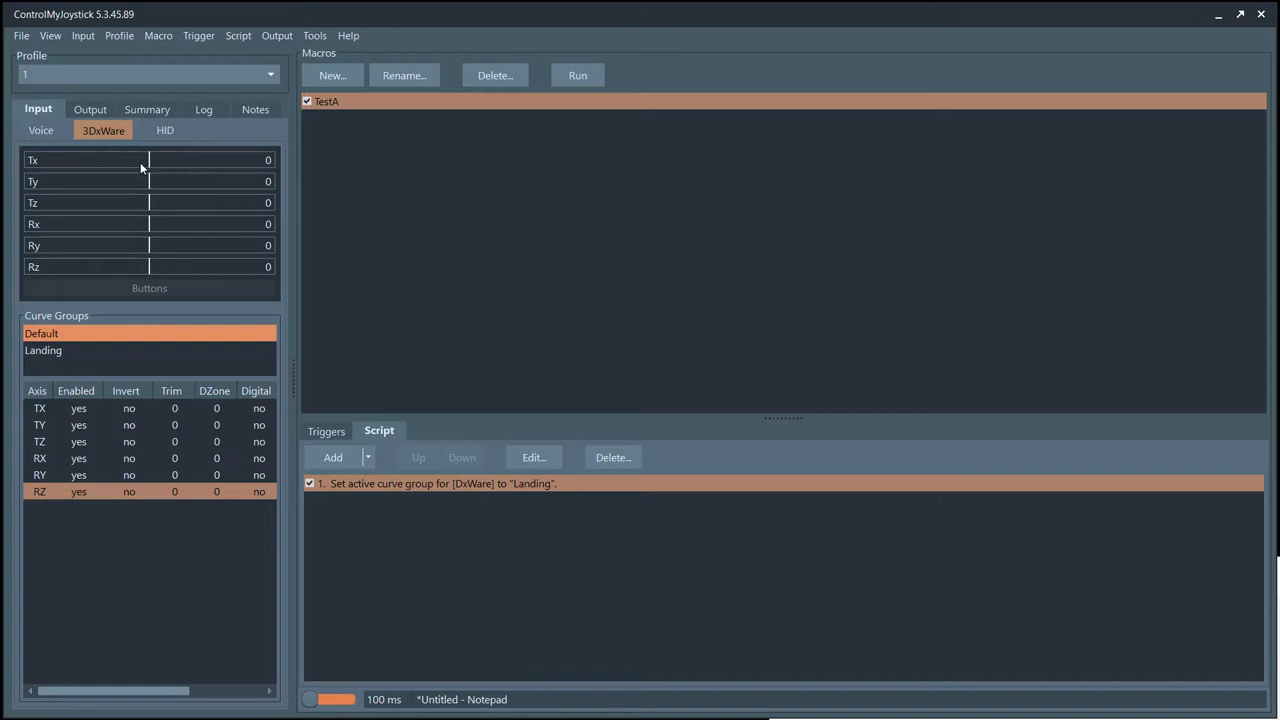 ControlMyJoystick 5.3.45.89
File View Input Profile Macro Trigger Script Output Tools Help
Profile
1
Input Output Summary Log Notes
Voice 3DxWare HID
Tx 0
Ty 0
Tz 0
Rx 0
Ry 0
Rz 0
Buttons
Curve Groups
Default
Landing
Axis Enabled Invert Trim DZone Digital
TX yes no 0 0 no
TY yes no 0 0 no
TZ yes no 0 0 no
RX yes no 0 0 no
RY yes no 0 0 no
RZ yes no 0 0 no
Macros
New... Rename... Delete... Run
TestA
Triggers Script
Add Up Down Edit... Delete...
1. Set active curve group for [DxWare] to "Landing".
100 ms *Untitled - Notepad